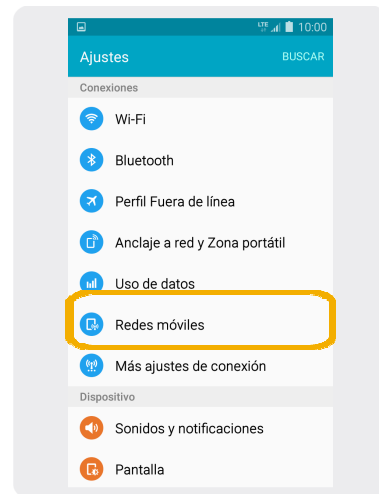 LTE 10:00
Ajustes BUSCAR
Conexiones
Wi-Fi
Bluetooth
Perfil Fuera de línea
Anclaje a red y Zona portátil
Uso de datos
Redes móviles
Más ajustes de conexión
Dispositivo
Sonidos y notificaciones
Pantalla